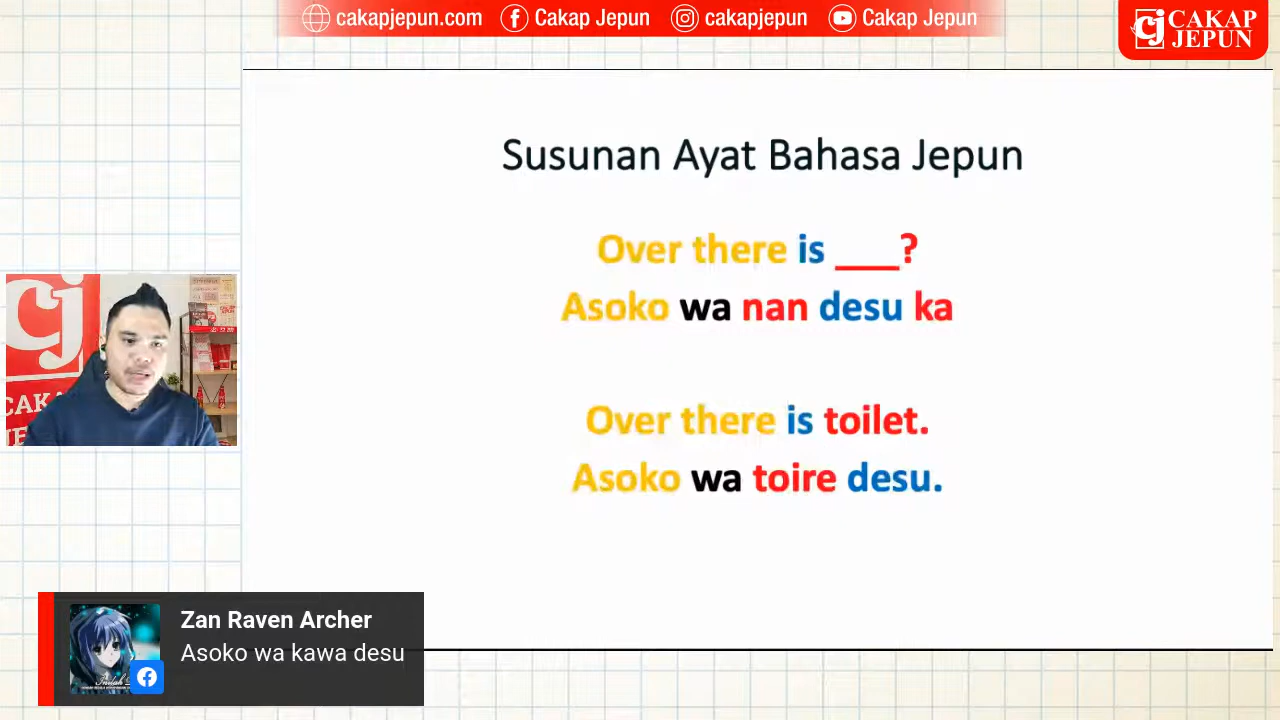 cakapjepun.com Cakap Jepun cakapjepun Cakap Jepun
CAKAP
JEPUN
Susunan Ayat Bahasa Jepun
Over there is ___?
Asoko wa nan desu ka
Over there is toilet.
Asoko wa toire desu.
Zan Raven Archer
Asoko wa kawa desu